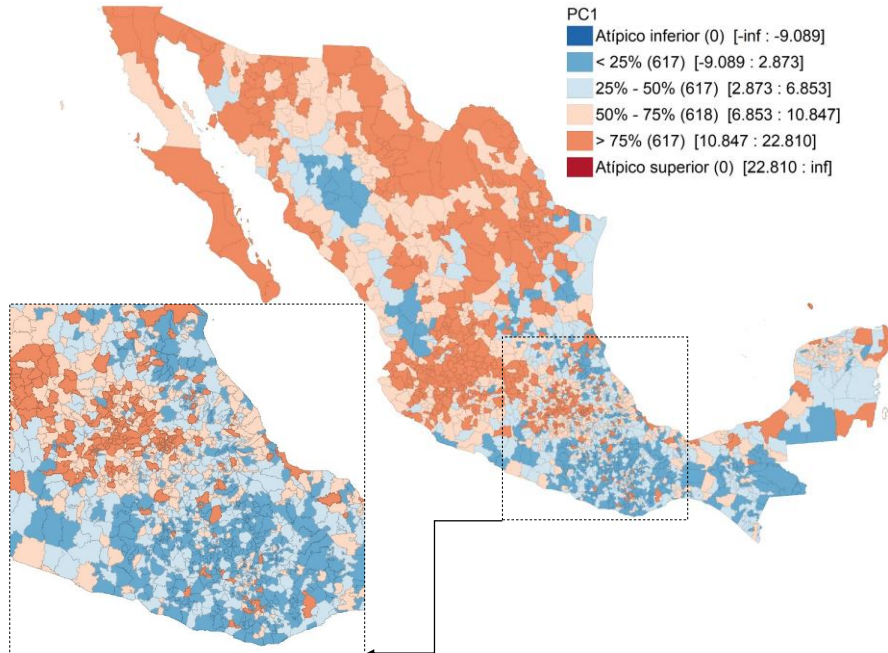 PC1
Atípico inferior (0) [-inf : -9.089]
< 25% (617) [-9.089 : 2.873]
25% - 50% (617) [2.873 : 6.853]
50% - 75% (618) [6.853 : 10.847]
> 75% (617) [10.847 : 22.810]
Atípico superior (0) [22.810 : inf]